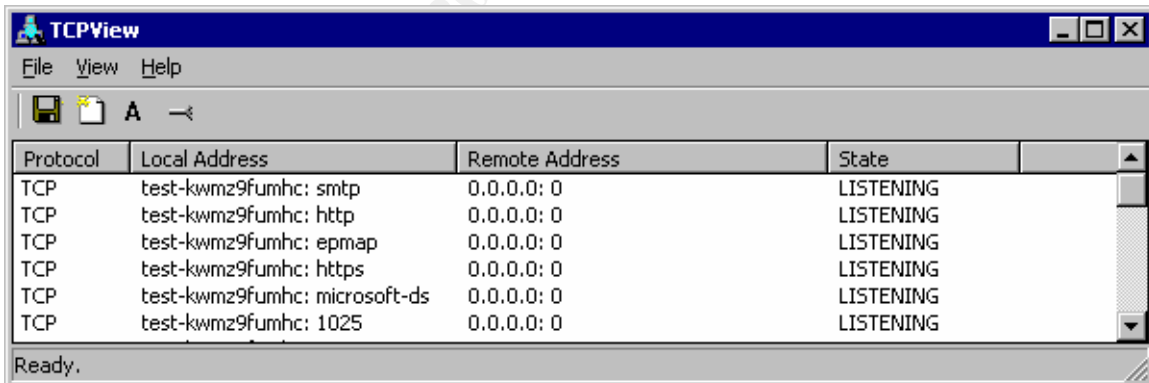 TCPView
File View Help
A
Protocol Local Address Remote Address State
TCP test-kwmz9fumhc: smtp 0.0.0.0: 0 LISTENING
TCP test-kwmz9fumhc: http 0.0.0.0: 0 LISTENING
TCP test-kwmz9fumhc: epmap 0.0.0.0: 0 LISTENING
TCP test-kwmz9fumhc: https 0.0.0.0: 0 LISTENING
TCP test-kwmz9fumhc: microsoft-ds 0.0.0.0: 0 LISTENING
TCP test-kwmz9fumhc: 1025 0.0.0.0: 0 LISTENING
Ready.